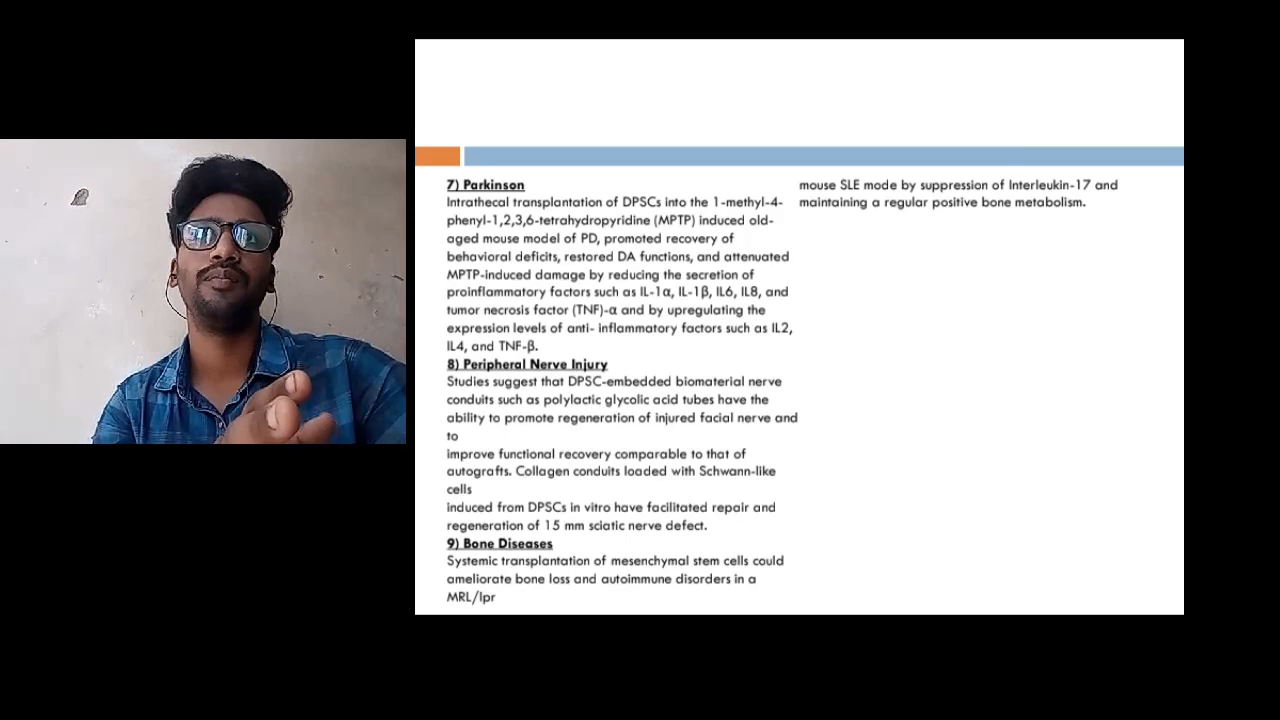 7) Parkinson
Intrathecal transplantation of DPSCs into the 1-methyl-4-
phenyl-1,2,3,6-tetrahydropyridine (MPTP) induced old-
aged mouse model of PD, promoted recovery of
behavioral deficits, restored DA functions, and attenuated
MPTP-induced damage by reducing the secretion of
proinflammatory factors such as IL-1α, IL-1β, IL6, IL8, and
tumor necrosis factor (TNF)-α and by upregulating the
expression levels of anti- inflammatory factors such as IL2,
IL4, and TNF-β.
8) Peripheral Nerve Injury
Studies suggest that DPSC-embedded biomaterial nerve
conduits such as polylactic glycolic acid tubes have the
ability to promote regeneration of injured facial nerve and
to
improve functional recovery comparable to that of
autografts. Collagen conduits loaded with Schwann-like
cells
induced from DPSCs in vitro have facilitated repair and
regeneration of 15 mm sciatic nerve defect.
9) Bone Diseases
Systemic transplantation of mesenchymal stem cells could
ameliorate bone loss and autoimmune disorders in a
MRL/lpr
mouse SLE mode by suppression of Interleukin-17 and
maintaining a regular positive bone metabolism.